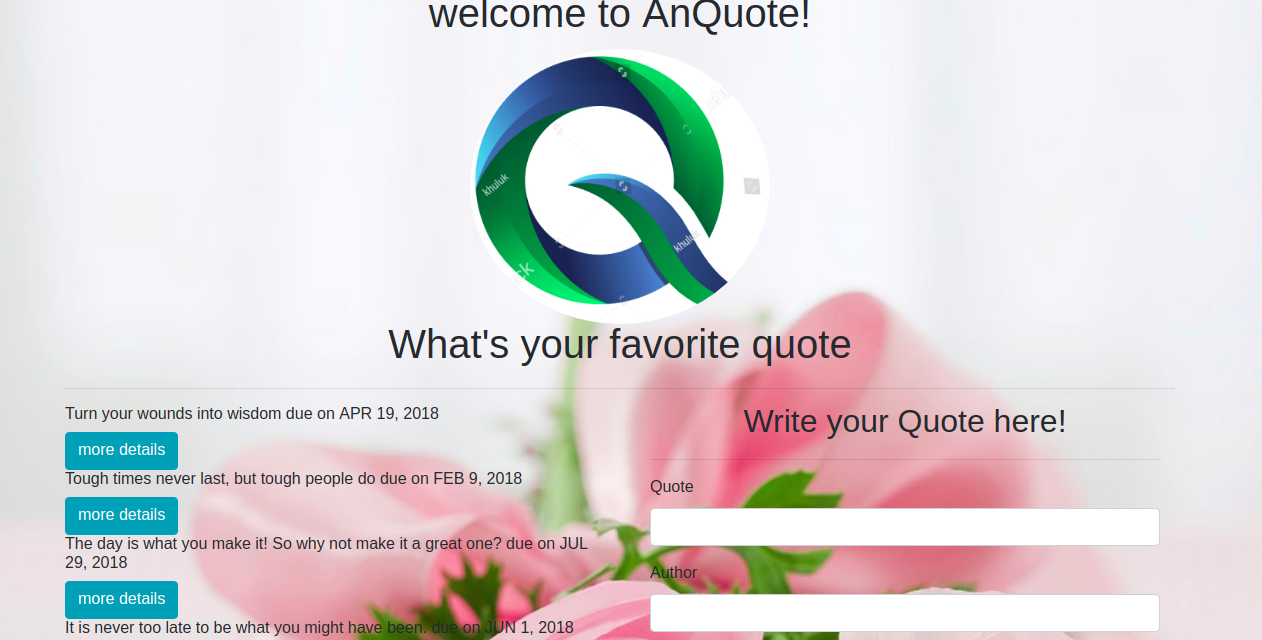 welcome to AnQuote!
khuluk
khuluk
ck
What's your favorite quote
Turn your wounds into wisdom due on APR 19, 2018
more details
Tough times never last, but tough people do due on FEB 9, 2018
more details
The day is what you make it! So why not make it a great one? due on JUL
29, 2018
more details
It is never too late to be what you might have been. due on JUN 1, 2018
Write your Quote here!
Quote
Author